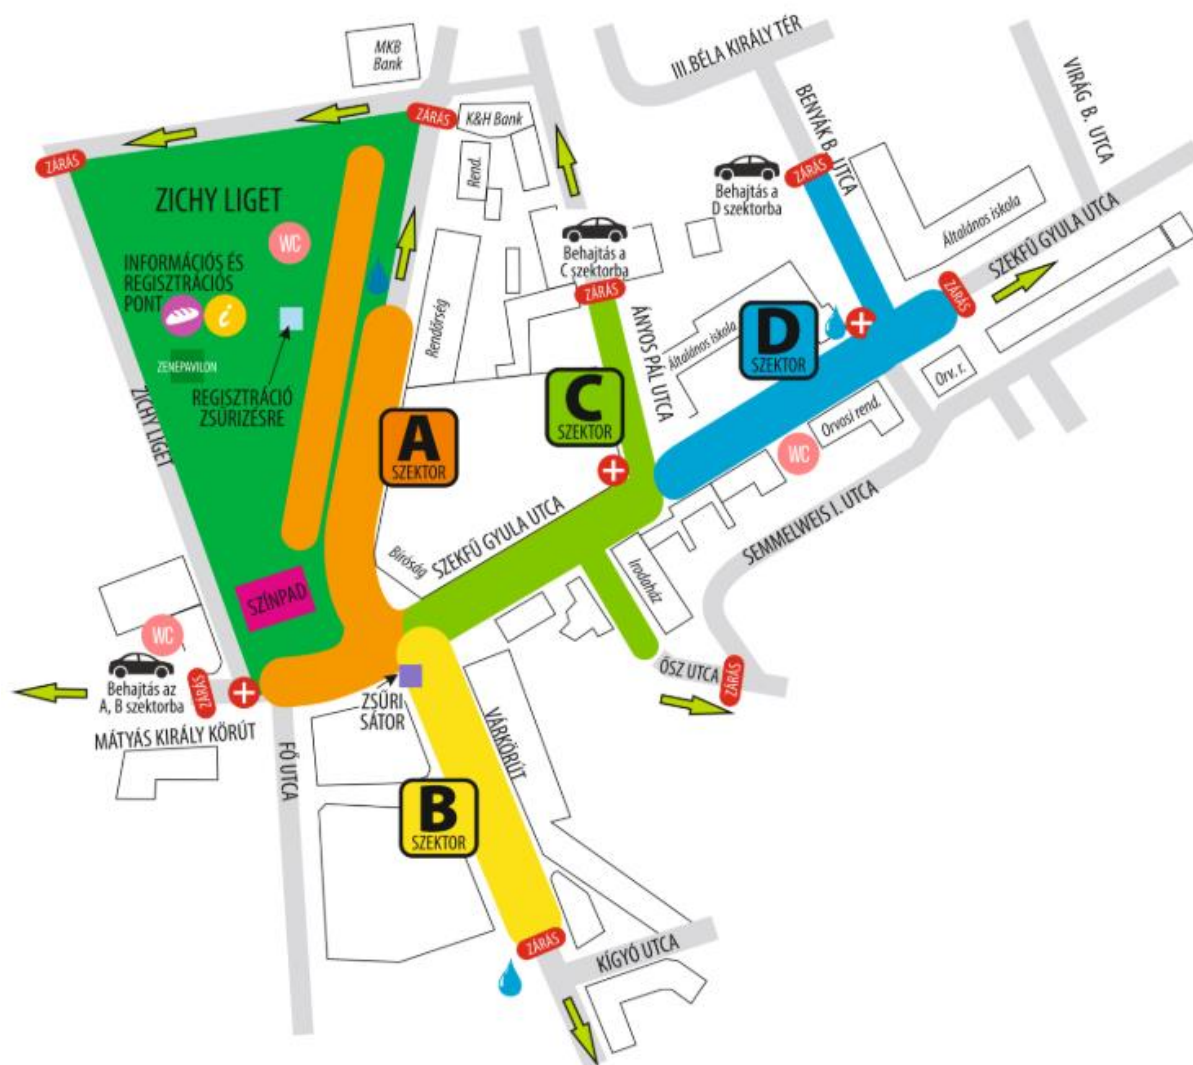 MKB
Bank
III.BÉLA KIRÁLY TÉR
VIRÁG B. UTCA
BENYÁK B. UTCA
ZÁRÁS
K&H Bank
ZÁRÁS
Rend.
ZÁRÁS
Behajtás a
D szektorba
Általános iskola
SZEKFŰ GYULA UTCA
ZICHY LIGET
WC
INFORMÁCIÓS ÉS
REGISZTRÁCIÓS
PONT
i
ZENEPAVILON
REGISZTRÁCIÓ
ZSŰRIZÉSRE
ZICHY LIGET
Rendőrség
Behajtás a
C szektorba
ZÁRÁS
ÁNYOS PÁL UTCA
Általános iskola
D
SZEKTOR
ZÁRÁS
Orv. r.
Orvosi rend.
WC
A
SZEKTOR
C
SZEKTOR
SEMMELWEIS I. UTCA
SZEKFŰ GYULA UTCA
Bíróság
Irodaház
SZÍNPAD
WC
Behajtás az
A, B szektorba
ZÁRÁS
MÁTYÁS KIRÁLY KÖRÚT
FŐ UTCA
ZSŰRI
SÁTOR
VÁRKÖRÚT
ŐSZ UTCA
ZÁRÁS
B
SZEKTOR
ZÁRÁS
KÍGYÓ UTCA